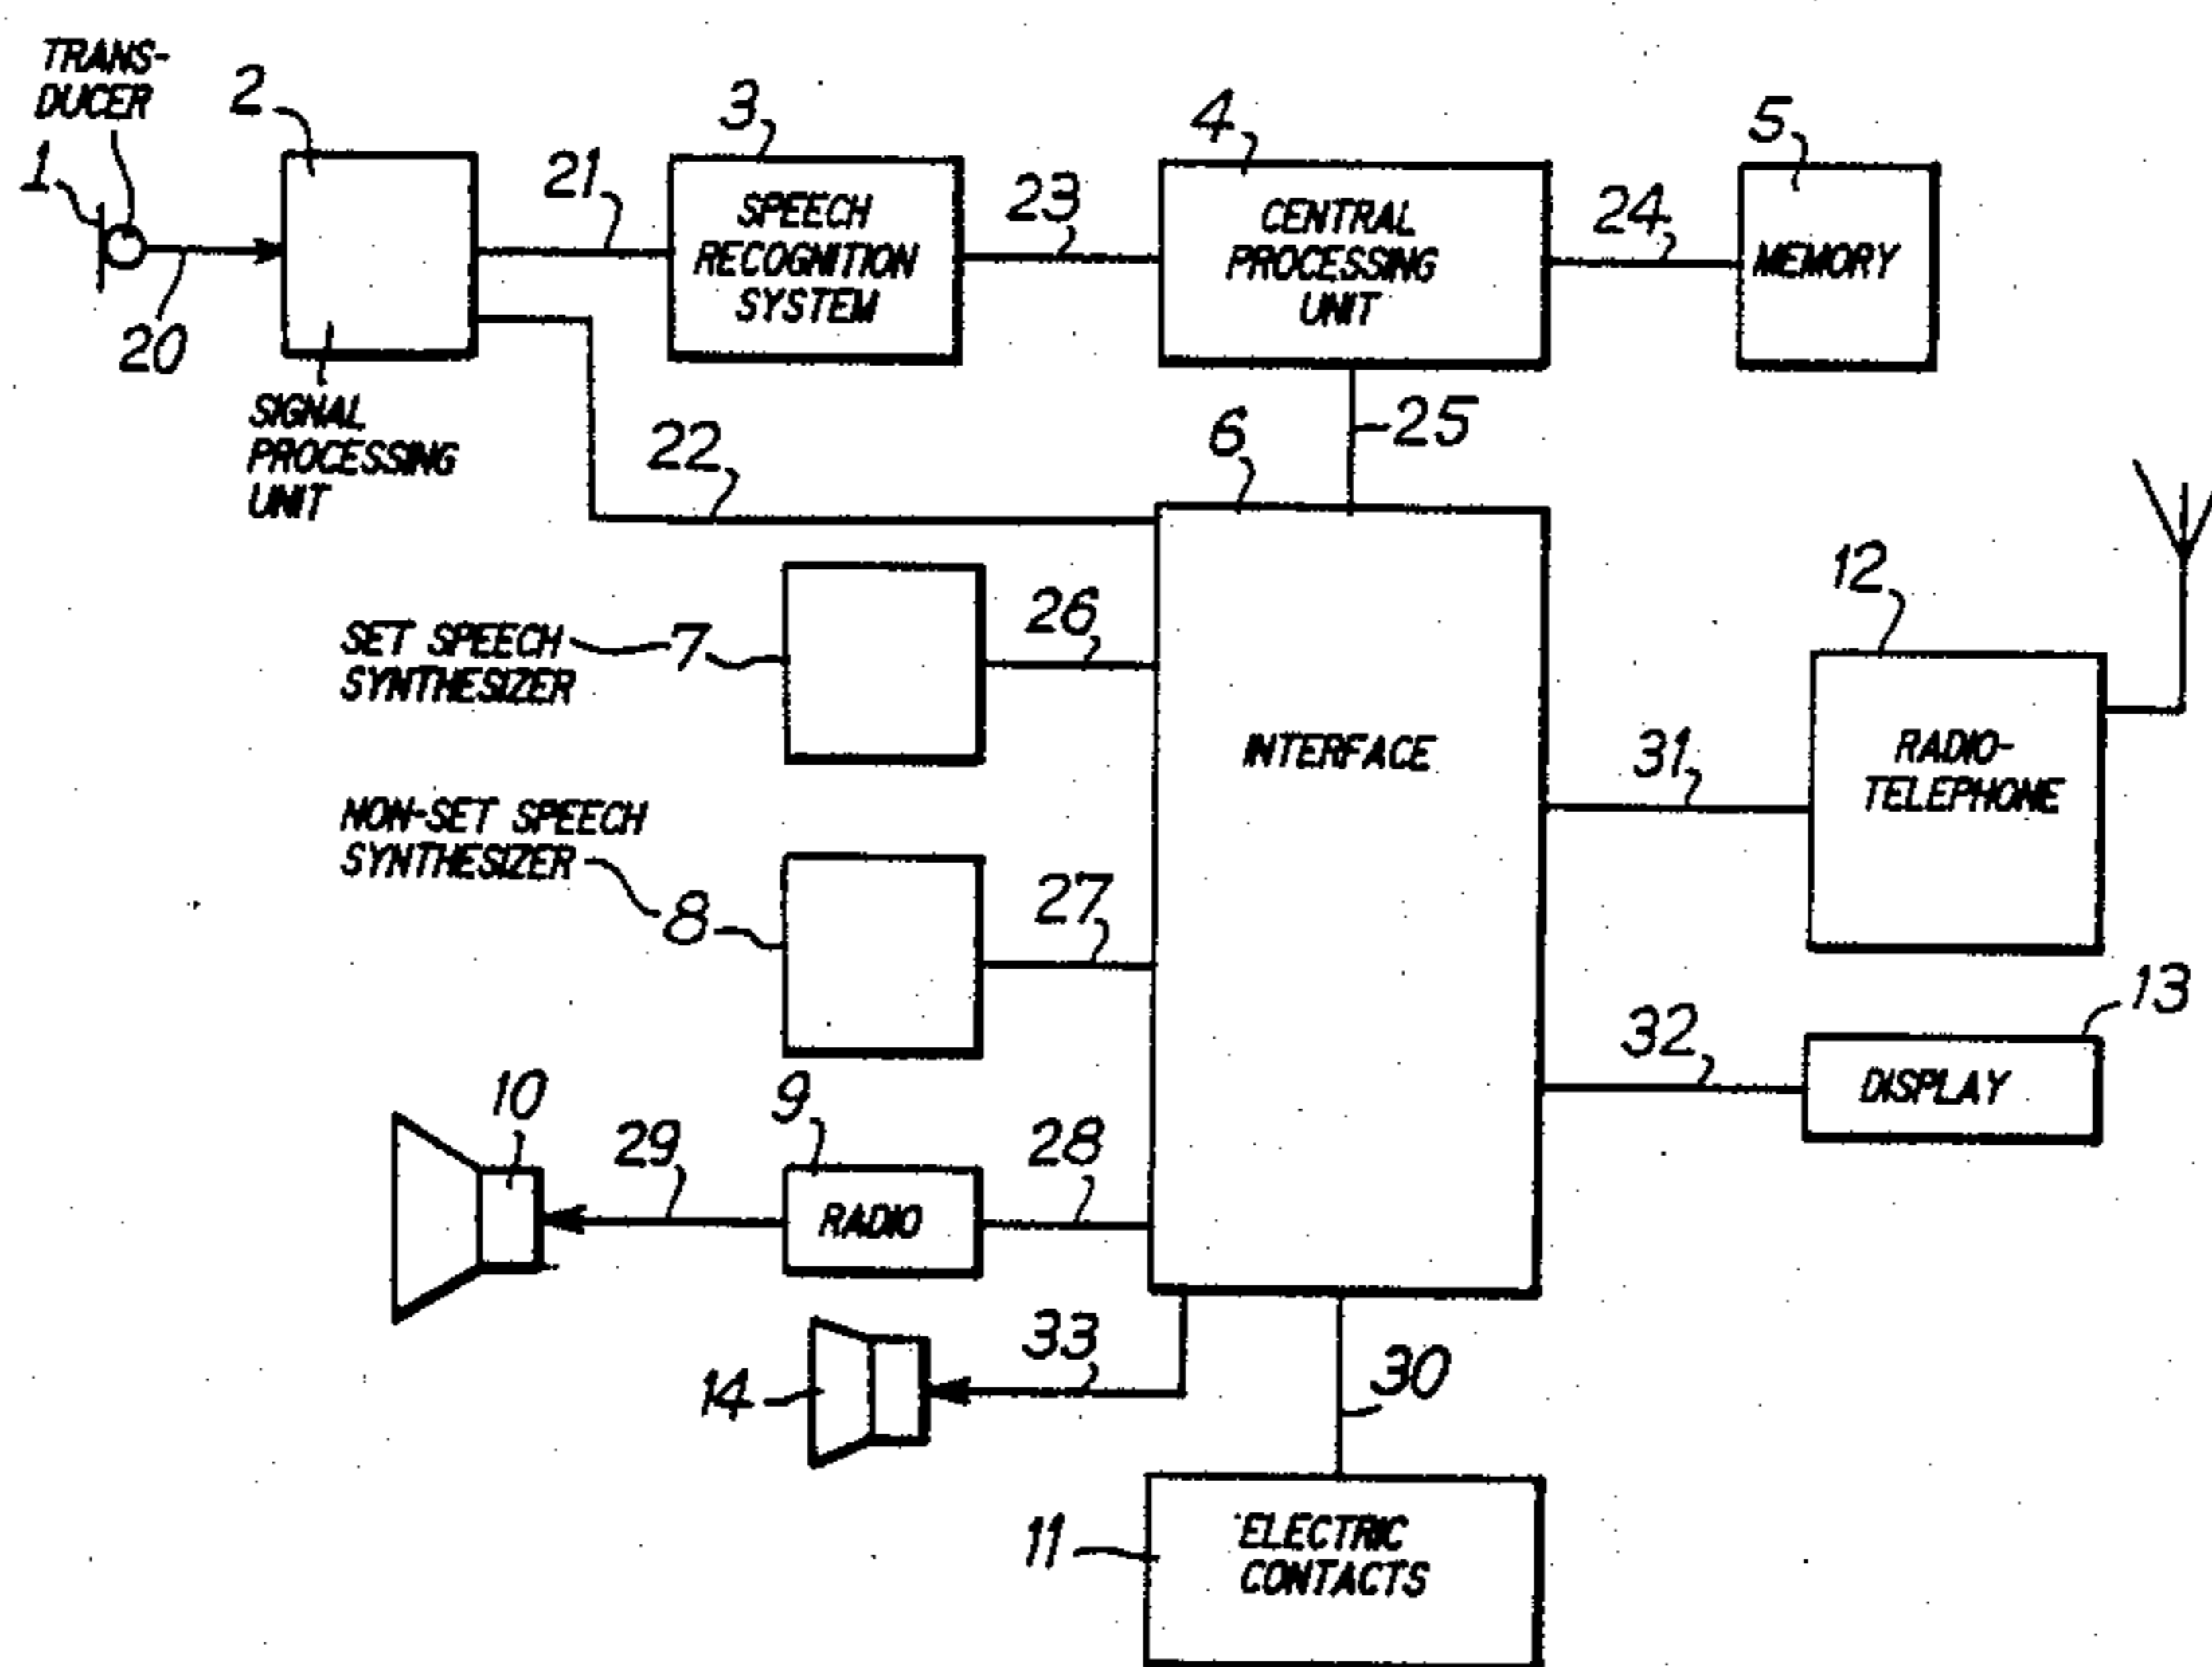 TRANS-
DUCER
1
2
20
SIGNAL
PROCESSING
UNIT
21
22
3
SPEECH
RECOGNITION
SYSTEM
23
4
CENTRAL
PROCESSING
UNIT
24
5
MEMORY
25
6
INTERFACE
SET SPEECH
SYNTHESIZER
7
26
NON-SET SPEECH
SYNTHESIZER
8
27
10
29
9
RADIO
28
14
33
30
11
ELECTRIC
CONTACTS
12
RADIO-
TELEPHONE
31
13
DISPLAY
32